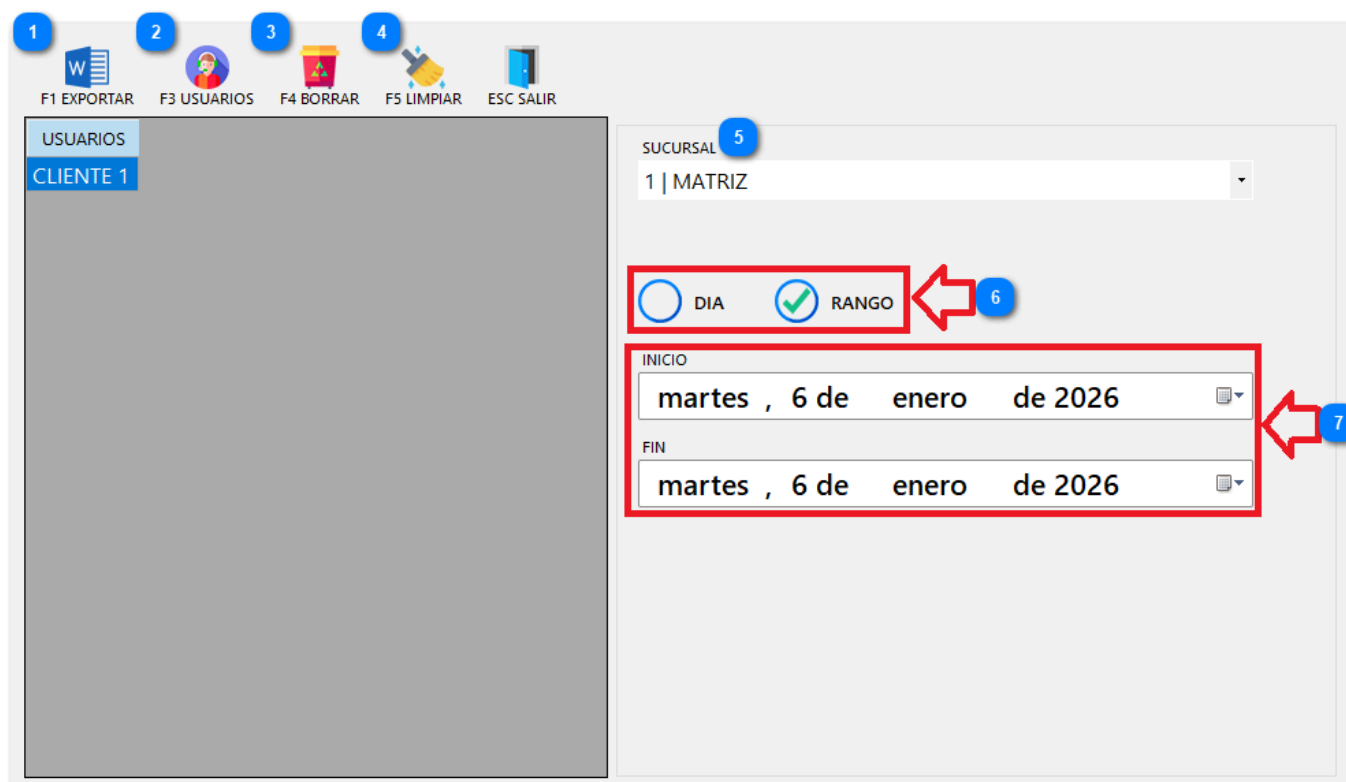 1 2 3 4
W
F1 EXPORTAR F3 USUARIOS F4 BORRAR F5 LIMPIAR ESC SALIR
USUARIOS
CLIENTE 1
SUCURSAL 5
1 | MATRIZ
DIA RANGO 6
INICIO
martes , 6 de enero de 2026
7
FIN
martes , 6 de enero de 2026